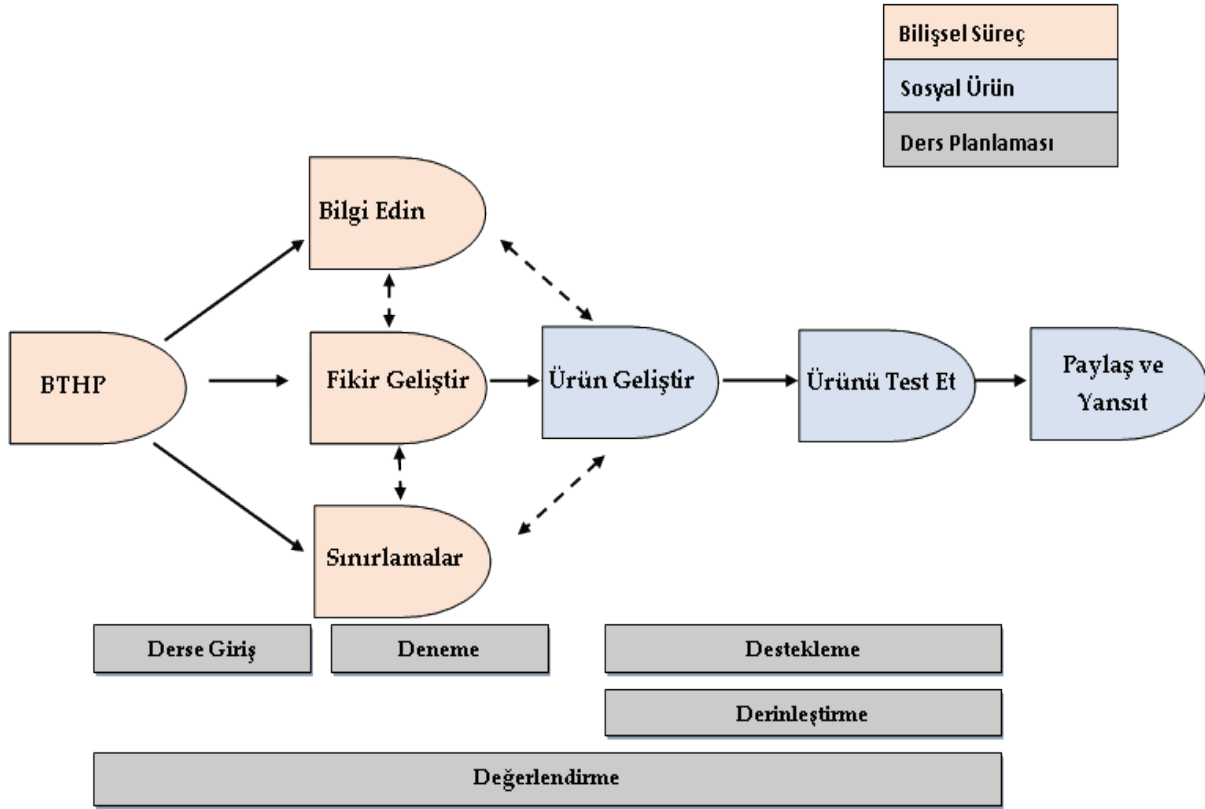 Bilişsel Süreç
Sosyal Ürün
Ders Planlaması
Bilgi Edin
BTHP
Fikir Geliştir
Ürün Geliştir
Ürünü Test Et
Paylaş ve
Yansıt
Sınırlamalar
Derse Giriş
Deneme
Destekleme
Derinleştirme
Değerlendirme